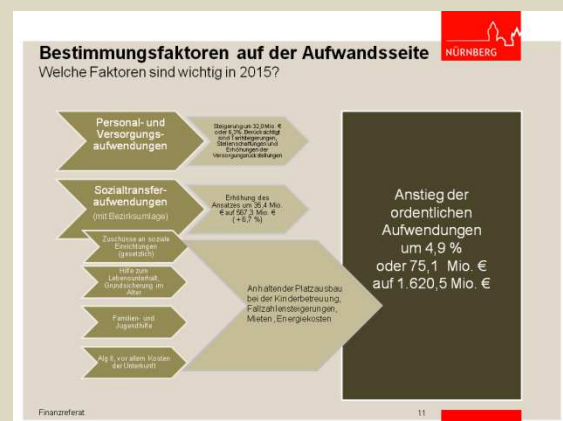 NÜRNBERG
Bestimmungsfaktoren auf der Aufwandsseite
Welche Faktoren sind wichtig in 2015?
Personal- und
Versorgungs-
aufwendungen
Steigerung um 32,0 Mio. €
oder 6,2%. Berücksichtigt
sind Tarifsteigerungen,
Stellenschaffungen und
Erhöhungen der
Versorgungsrückstellungen
Sozialtransfer-
aufwendungen
(mit Bezirksumlage)
Erhöhung des
Ansatzes um 35,4 Mio.
€ auf 567,3 Mio. €
(+ 6,7 %)
Zuschüsse an soziale
Einrichtungen
(gesetzlich)
Hilfe zum
Lebensunterhalt,
Grundsicherung im
Alter
Familien- und
Jugendhilfe
Alg II, vor allem Kosten
der Unterkunft
Anhaltender Platzausbau
bei der Kinderbetreuung,
Fallzahlensteigerungen,
Mieten, Energiekosten
Anstieg der
ordentlichen
Aufwendungen
um 4,9 %
oder 75,1 Mio. €
auf 1.620,5 Mio. €
Finanzreferat
11